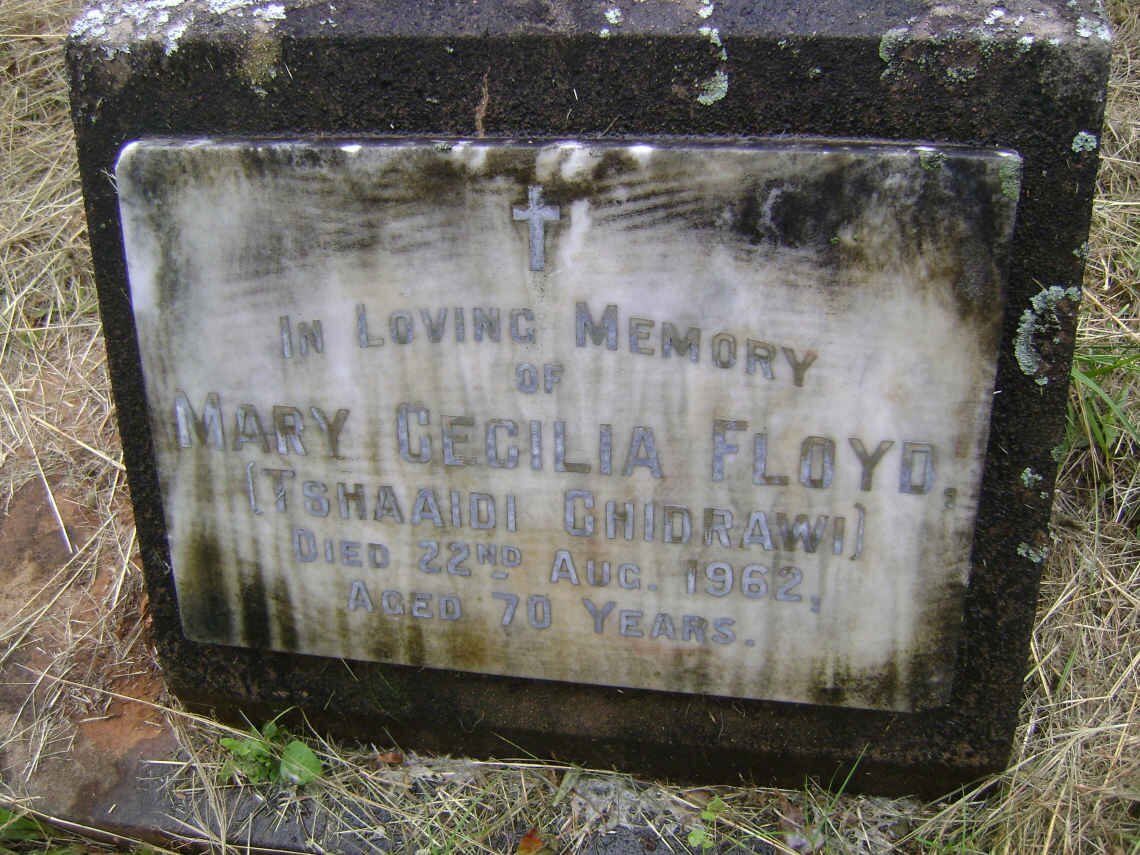 IN LOVING MEMORY
OF
MARY CECILIA FLOYD,
(TSHAAIDI CHIDRAWI)
DIED 22ND AUG. 1962,
AGED 70 YEARS.